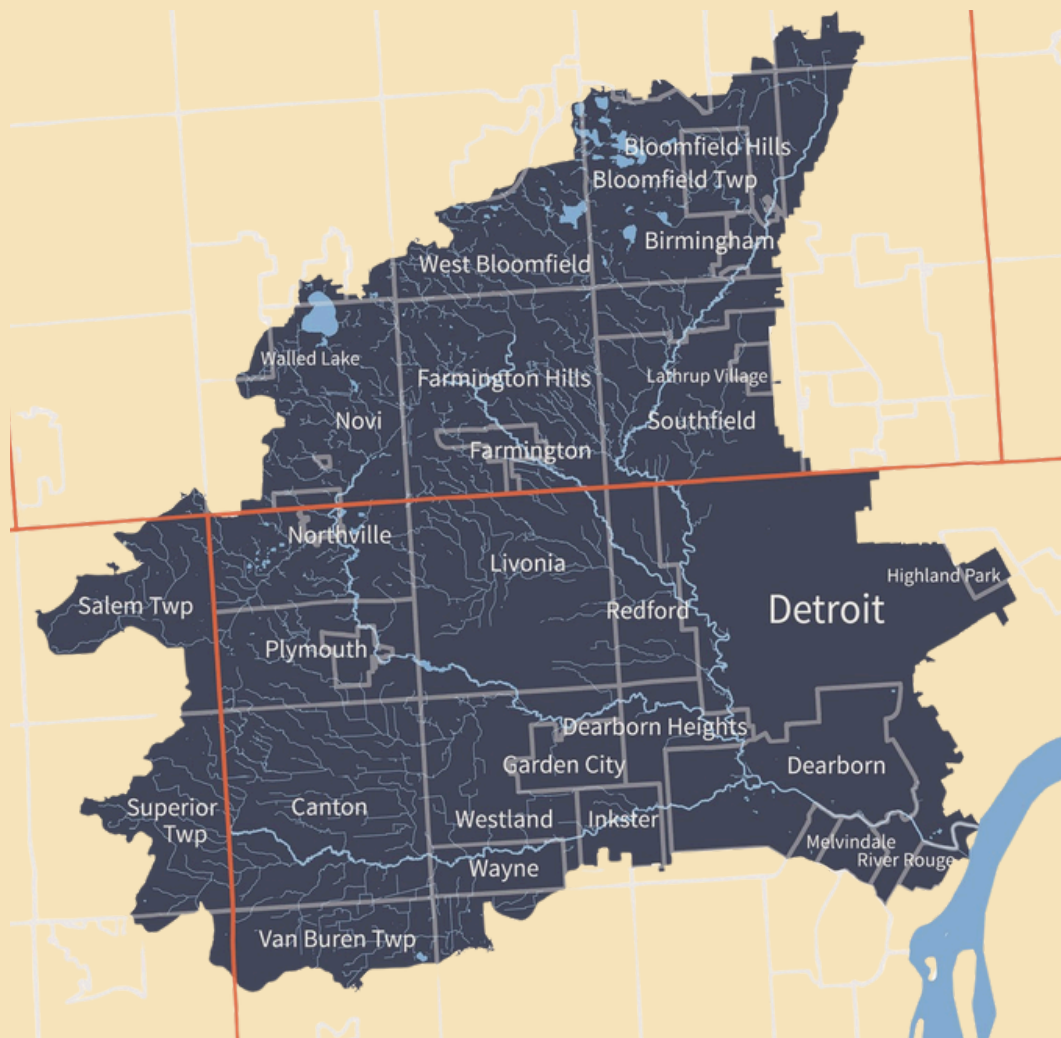 Bloomfield Hills
Bloomfield Twp
Birmingham
West Bloomfield
Walled Lake
Farmington Hills
Lathrup Village
Novi
Southfield
Farmington
Northville
Livonia
Highland Park
Salem Twp
Redford
Detroit
Plymouth
Dearborn Heights
Garden City
Dearborn
Superior
Twp
Canton
Westland
Inkster
Melvindale
River Rouge
Wayne
Van Buren Twp